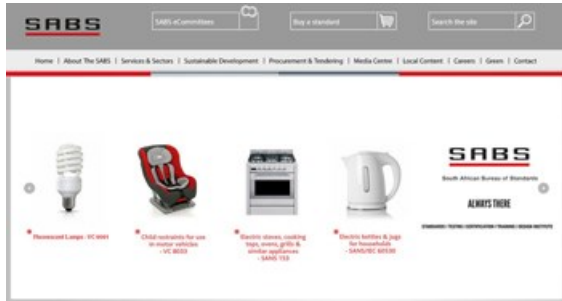 SABS
SABS eCommittees
Buy a standard
Search the site
Home | About The SABS | Services & Sectors | Sustainable Development | Procurement & Tendering | Media Centre | Local Content | Careers | Green | Contact
Fluorescent Lamps - VC 9091
Child restraints for use
in motor vehicles
- VC 8033
Electric stoves, cooking
tops, ovens, grills &
similar appliances
- SANS 153
Electric kettles & jugs
for households
- SANS/IEC 60530
SABS
South African Bureau of Standards
ALWAYS THERE
STANDARDS / TESTING / CERTIFICATION / TRAINING / DESIGN INSTITUTE